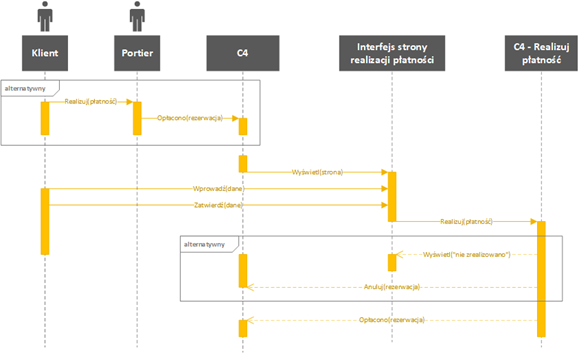 Klient
Portier
C4
Interfejs strony
realizacji płatności
C4 - Realizuj
płatność
alternatywny
Realizuj(płatność)
Opłacono(rezerwacja)
Wyświetl(strona)
Wprowadź(dane)
Zatwierdź(dane)
Realizuj(płatność)
alternatywny
Wyświetl("nie zrealizowano")
Anuluj(rezerwacja)
Opłacono(rezerwacja)